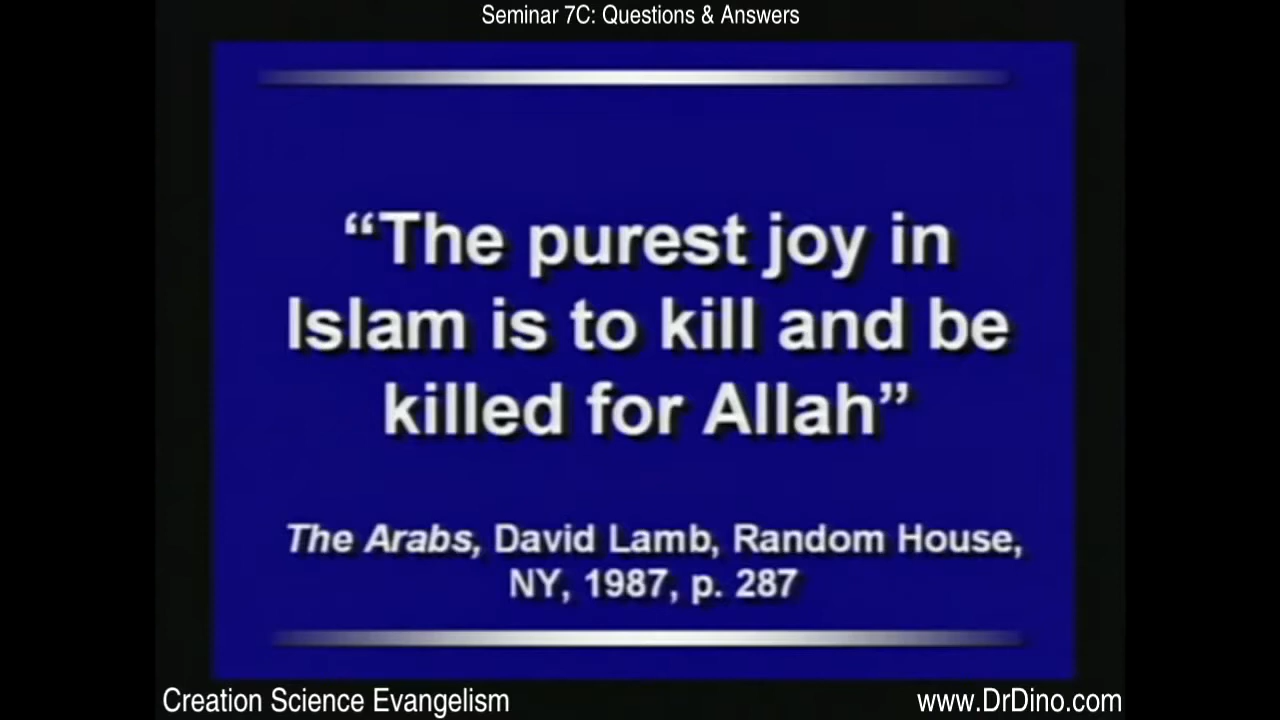 Seminar 7C: Questions & Answers
“The purest joy in
Islam is to kill and be
killed for Allah”
The Arabs, David Lamb, Random House,
NY, 1987, p. 287
Creation Science Evangelism
www.DrDino.com